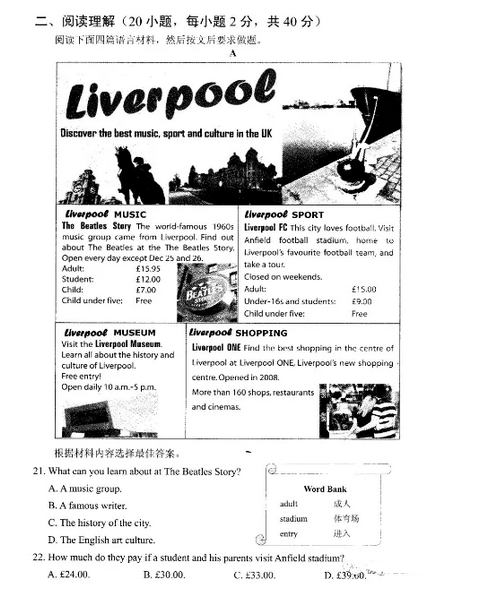 二、阅读理解（20 小题，每小题 2 分，共 40 分）
阅读下面四篇语言材料，然后按文后要求做题。
A
Liverpool
Discover the best music, sport and culture in the UK
Liverpool MUSIC
The Beatles Story The world-famous 1960s
music group came from Liverpool. Find out
about The Beatles at the The Beatles Story.
Open every day except Dec 25 and 26.
Adult: £15.95
Student: £12.00
Child: £7.00
Child under five: Free
BEATLES
Liverpool SPORT
Liverpool FC This city loves football. Visit
Anfield football stadium, home to
Liverpool's favourite football team, and
take a tour.
Closed on weekends.
Adult: £15.00
Under-16s and students: £9.00
Child under five: Free
Liverpool MUSEUM
Visit the Liverpool Museum.
Learn all about the history and
culture of Liverpool.
Free entry!
Open daily 10 a.m.-5 p.m.
Liverpool SHOPPING
Liverpool ONE Find the best shopping in the centre of
Liverpool at Liverpool ONE, Liverpool's new shopping
centre. Opened in 2008.
More than 160 shops, restaurants
and cinemas.
根据材料内容选择最佳答案。
21. What can you learn about at The Beatles Story?
A. A music group.
B. A famous writer.
C. The history of the city.
D. The English art culture.
Word Bank
adult 成人
stadium 体育场
entry 进入
22. How much do they pay if a student and his parents visit Anfield stadium?
A. £24.00. B. £30.00. C. £33.00. D. £39.00.